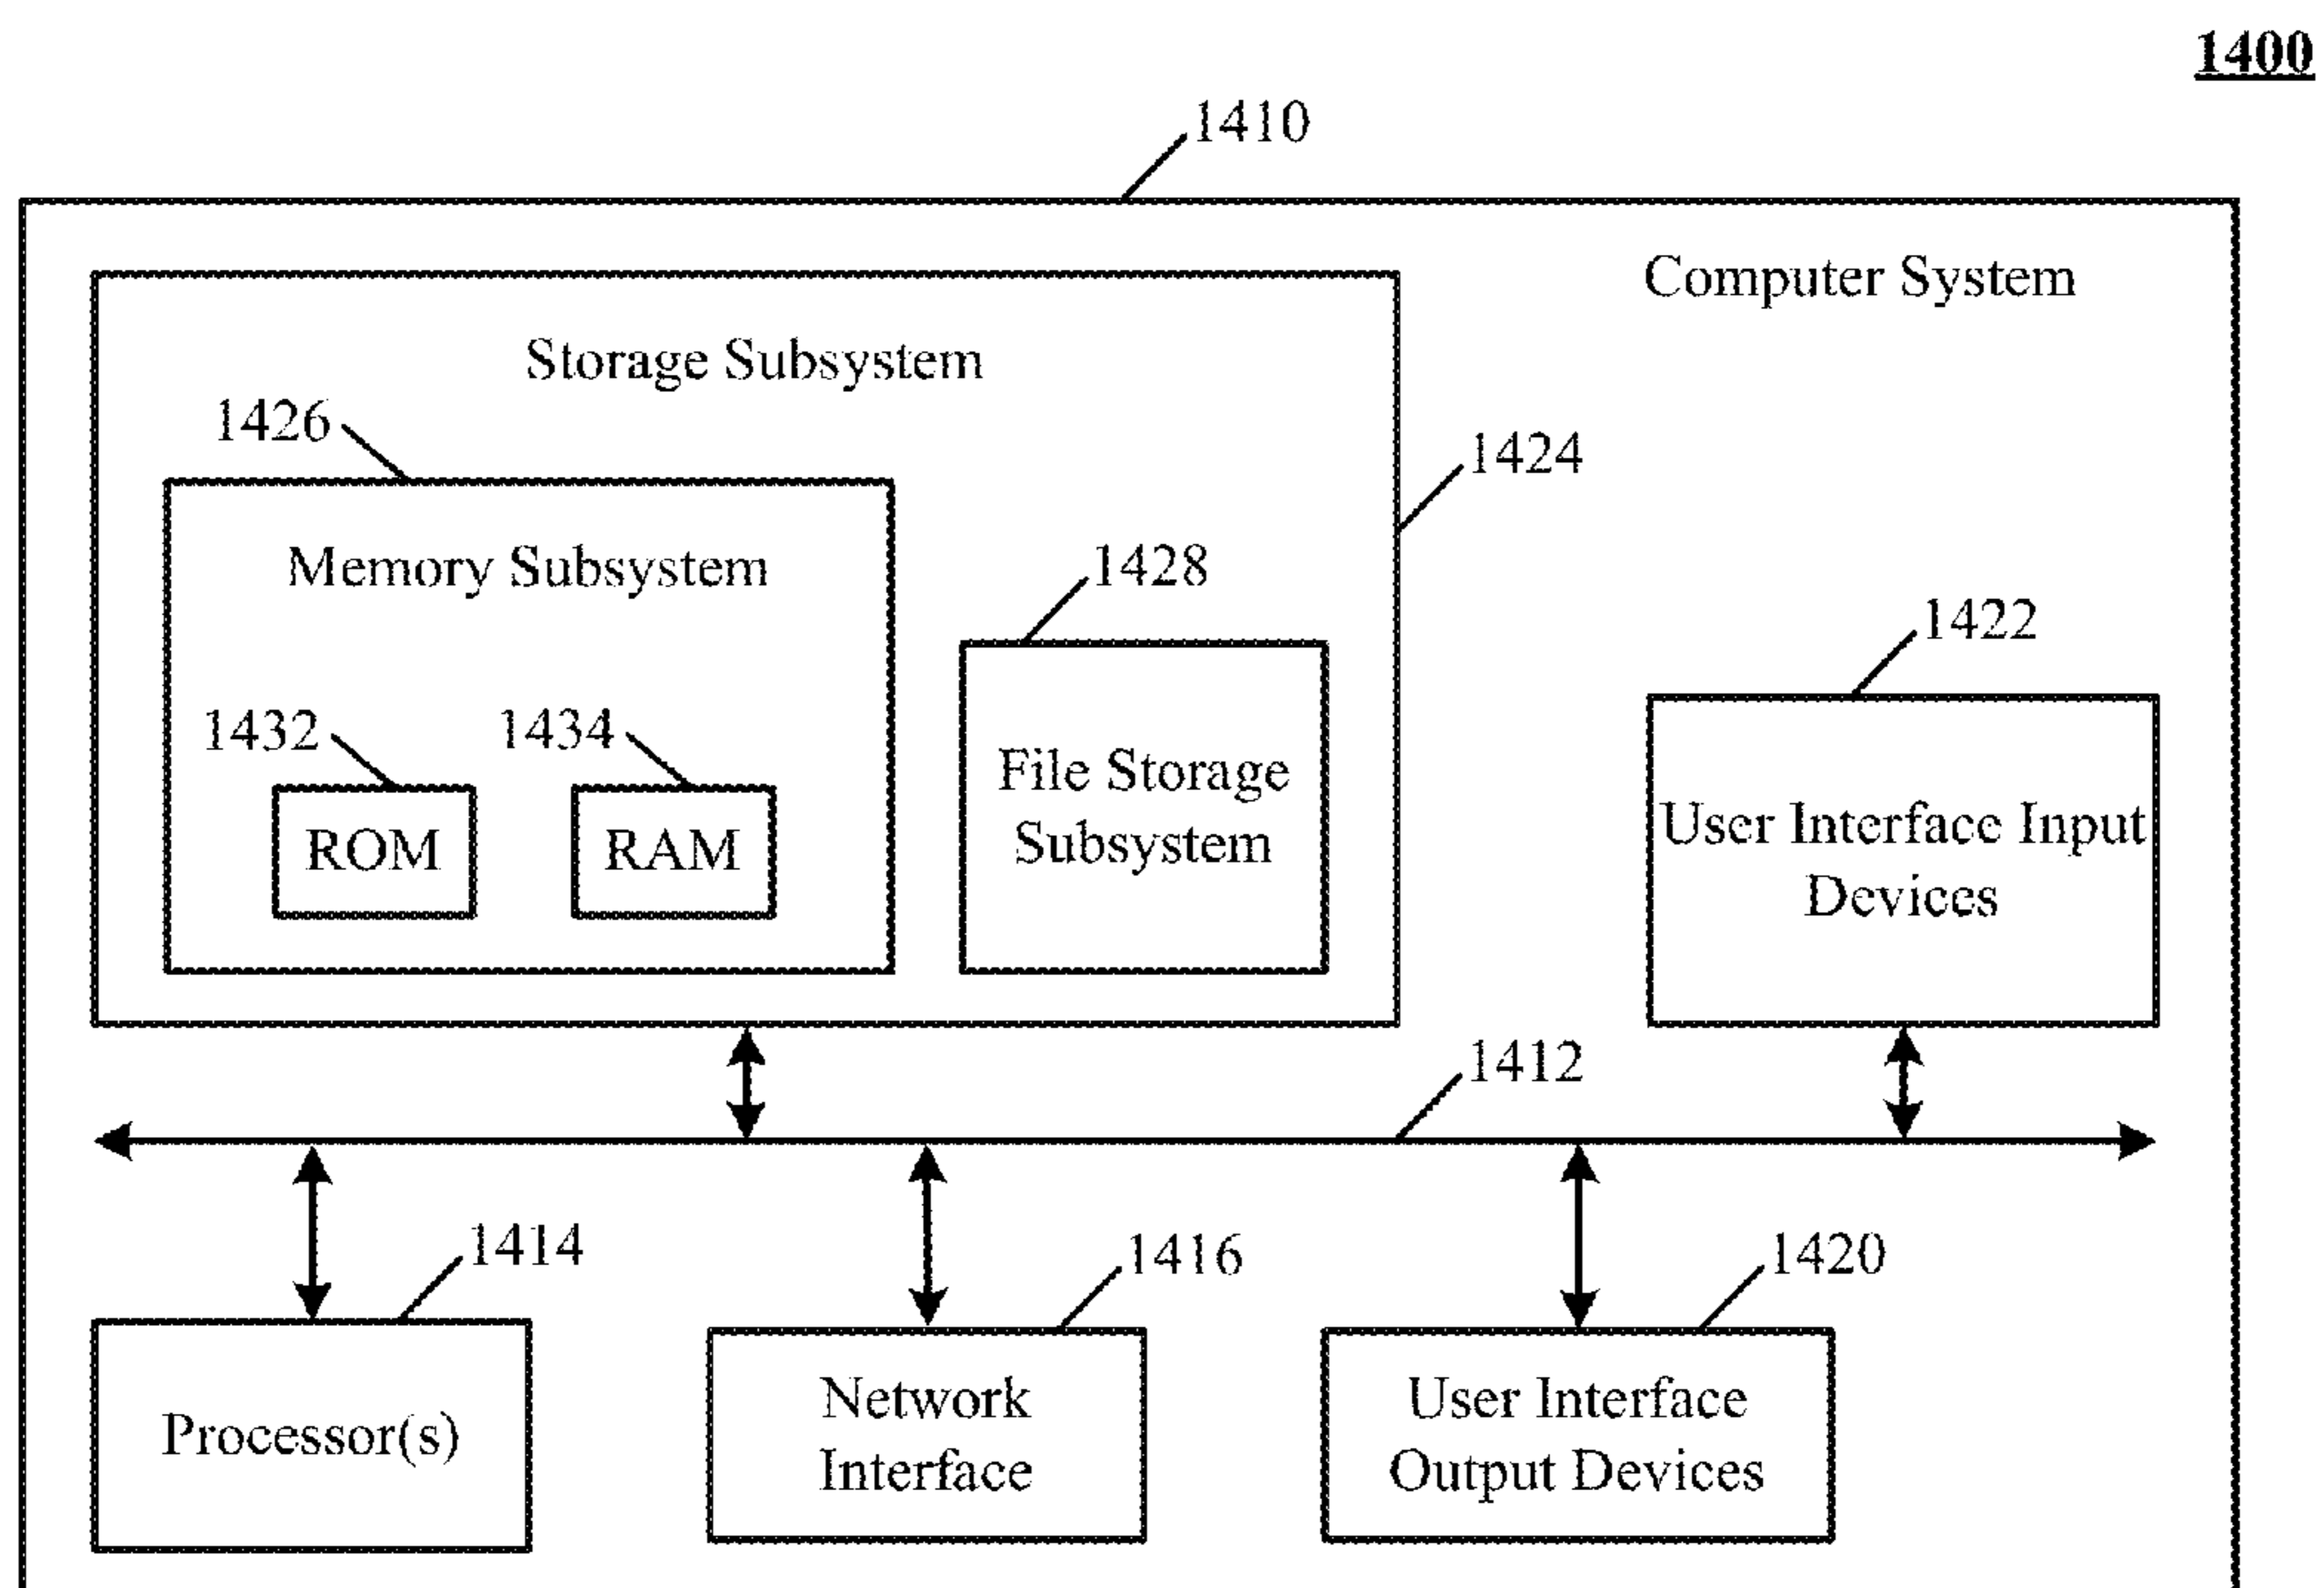 1400
1410
Computer System
Storage Subsystem
1426
1424
Memory Subsystem
1428
1422
1432
1434
File Storage
Subsystem
User Interface Input
Devices
ROM
RAM
1412
1414
1416
1420
Processor(s)
Network
Interface
User Interface
Output Devices